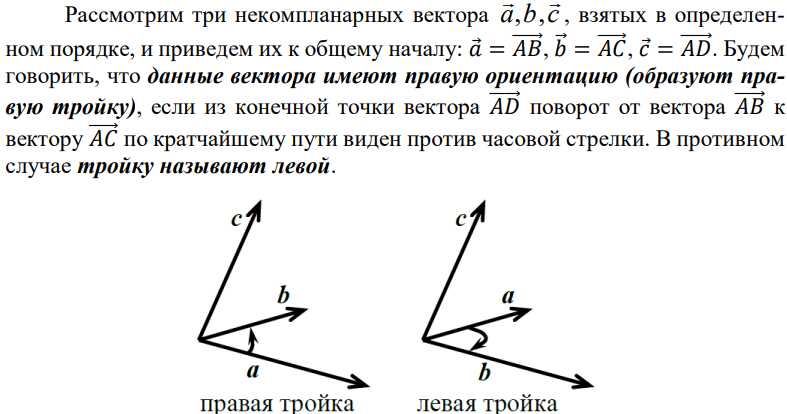 Рассмотрим три некомпланарных вектора a⃗, b⃗, c⃗, взятых в определен-
ном порядке, и приведем их к общему началу: a⃗ = AB⃗, b⃗ = AC⃗, c⃗ = AD⃗. Будем
говорить, что данные вектора имеют правую ориентацию (образуют пра-
вую тройку), если из конечной точки вектора AD⃗ поворот от вектора AB⃗ к
вектору AC⃗ по кратчайшему пути виден против часовой стрелки. В противном
случае тройку называют левой.
c c
b a
a b
правая тройка левая тройка